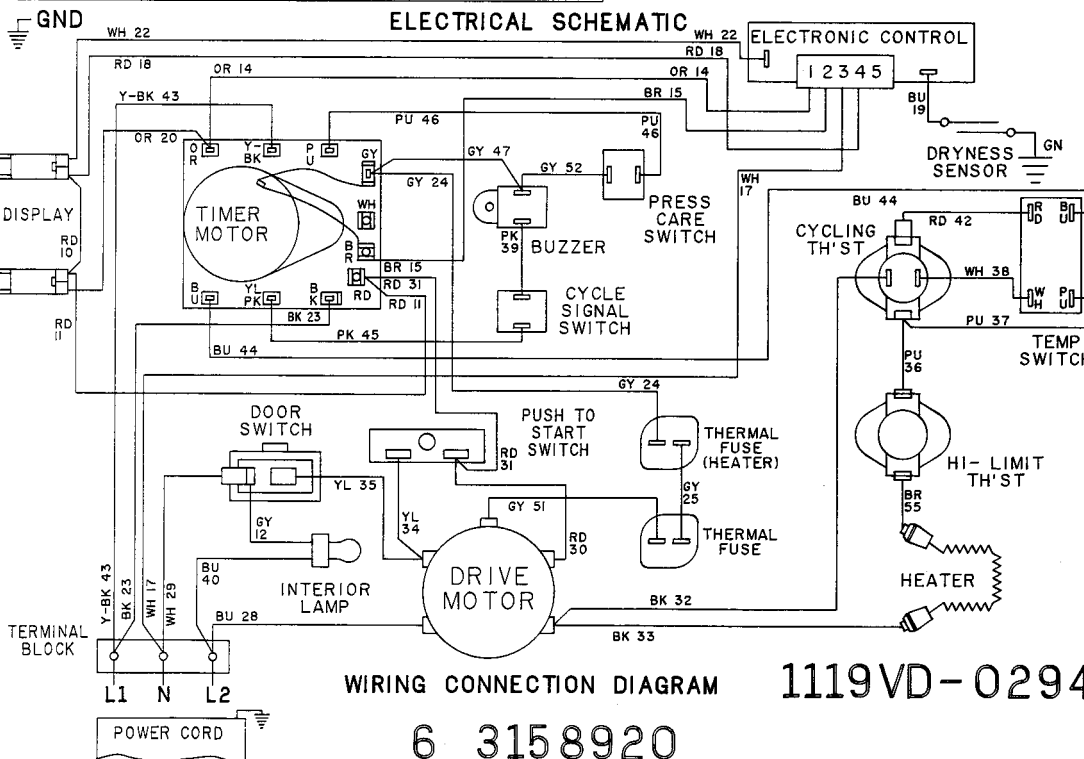 GND
ELECTRICAL SCHEMATIC
WH 22
WH 22
ELECTRONIC CONTROL
RD 18
RD 18
OR 14
OR 14
1 2 3 4 5
Y-BK 43
BR 15
BU 19
PU 46
PU 46
OR 20
OR
Y-BK
PU
GY
GY 47
GY 52
GY 24
DRYNESS SENSOR
GN
WH 17
DISPLAY
RD 10
TIMER MOTOR
WH
BR
PK 39
BUZZER
PRESS CARE SWITCH
BU 44
RD 42
RD
BU
CYCLING TH'ST
WH 38
WH
PU
BR 15
RD 31
RD
RD 11
BU
YL PK
BK
BK 23
RD 11
PK 45
CYCLE SIGNAL SWITCH
BU 44
PU 37
TEMP SWITCH
PU 36
GY 24
DOOR SWITCH
PUSH TO START SWITCH
RD 31
THERMAL FUSE (HEATER)
HI-LIMIT TH'ST
YL 35
GY 25
GY 51
BR 55
GY 12
YL 34
RD 30
THERMAL FUSE
BU 40
INTERIOR LAMP
DRIVE MOTOR
HEATER
Y-BK 43
BK 23
WH 17
WH 29
BU 28
BK 32
BK 33
TERMINAL BLOCK
L1 N L2
WIRING CONNECTION DIAGRAM
1119VD-0294
POWER CORD
6 3158920